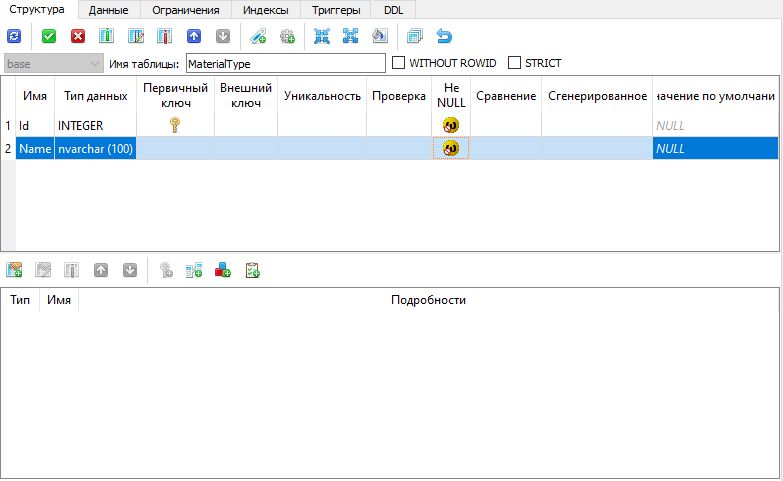 Структура Данные Ограничения Индексы Триггеры DDL
base Имя таблицы: MaterialType WITHOUT ROWID STRICT
Имя Тип данных Первичный ключ Внешний ключ Уникальность Проверка Не NULL Сравнение Сгенерированное начение по умолчани
1 Id INTEGER NULL
2 Name nvarchar (100) NULL
Тип Имя Подробности